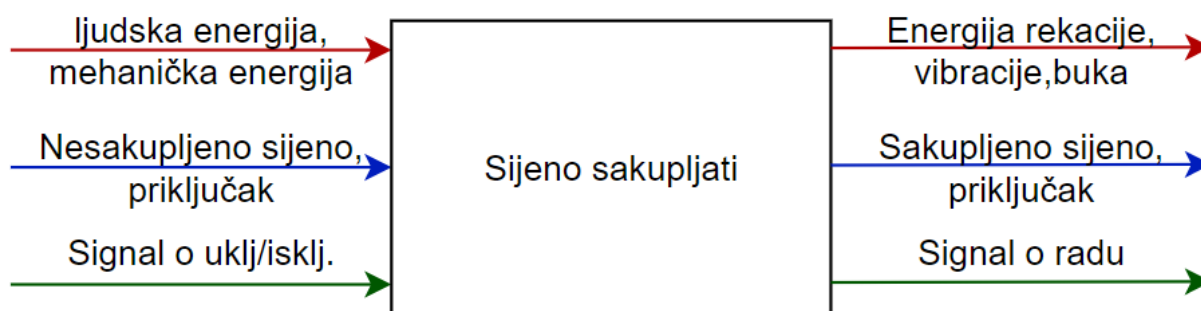 ljudska energija,
mehanička energija
Nesakupljeno sijeno,
priključak
Signal o uklj/isklj.
Sijeno sakupljati
Energija rekacije,
vibracije,buka
Sakupljeno sijeno,
priključak
Signal o radu